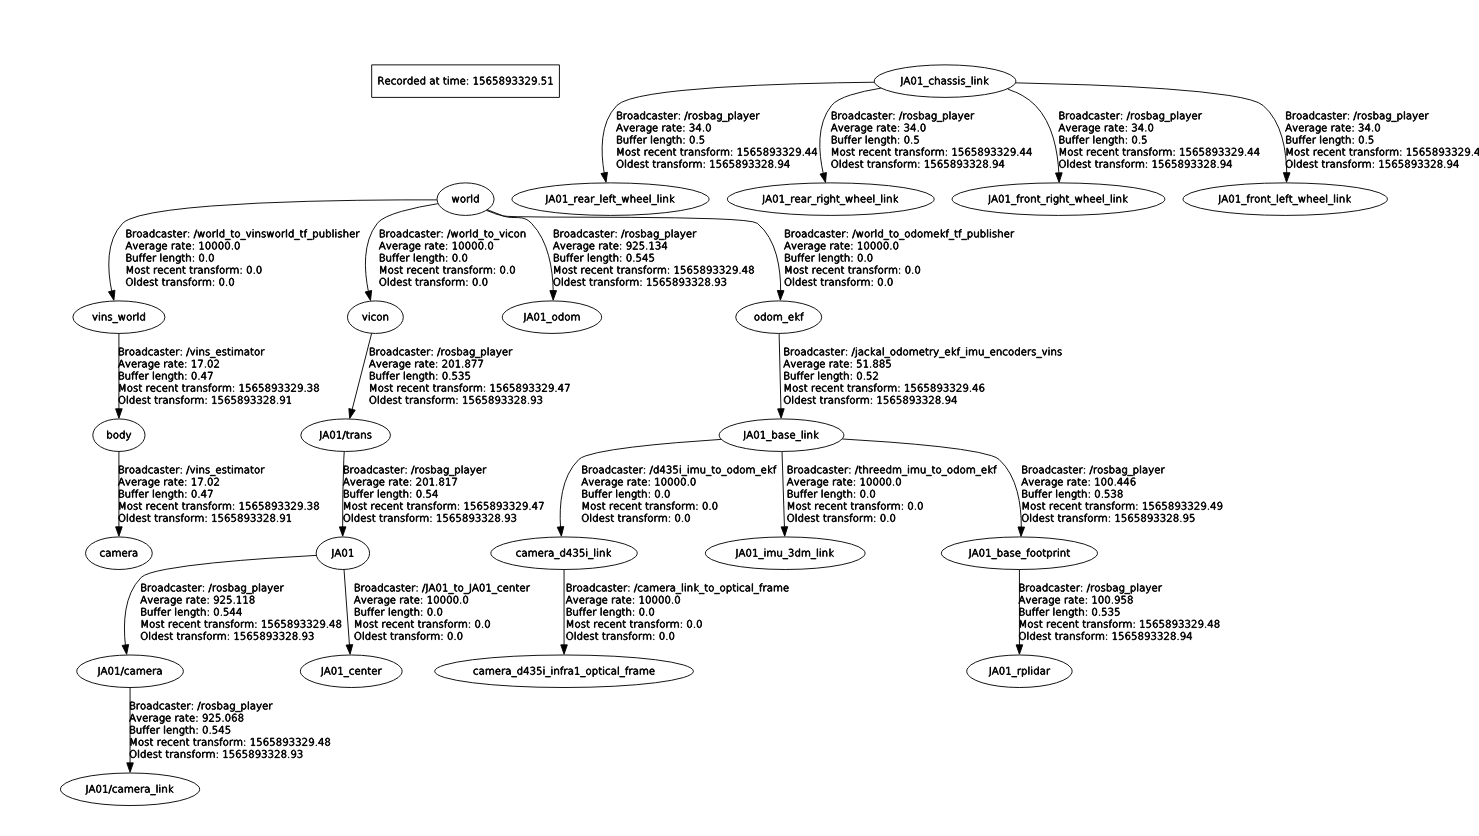 Recorded at time: 1565893329.51
JA01_chassis_link
Broadcaster: /rosbag_player
Average rate: 34.0
Buffer length: 0.5
Most recent transform: 1565893329.44
Oldest transform: 1565893328.94
Broadcaster: /rosbag_player
Average rate: 34.0
Buffer length: 0.5
Most recent transform: 1565893329.44
Oldest transform: 1565893328.94
Broadcaster: /rosbag_player
Average rate: 34.0
Buffer length: 0.5
Most recent transform: 1565893329.44
Oldest transform: 1565893328.94
Broadcaster: /rosbag_player
Average rate: 34.0
Buffer length: 0.5
Most recent transform: 1565893329.4
Oldest transform: 1565893328.94
world
JA01_rear_left_wheel_link
JA01_rear_right_wheel_link
JA01_front_right_wheel_link
JA01_front_left_wheel_link
Broadcaster: /world_to_vinsworld_tf_publisher
Average rate: 10000.0
Buffer length: 0.0
Most recent transform: 0.0
Oldest transform: 0.0
Broadcaster: /world_to_vicon
Average rate: 10000.0
Buffer length: 0.0
Most recent transform: 0.0
Oldest transform: 0.0
Broadcaster: /rosbag_player
Average rate: 925.134
Buffer length: 0.545
Most recent transform: 1565893329.48
Oldest transform: 1565893328.93
Broadcaster: /world_to_odomekf_tf_publisher
Average rate: 10000.0
Buffer length: 0.0
Most recent transform: 0.0
Oldest transform: 0.0
vins_world
vicon
JA01_odom
odom_ekf
Broadcaster: /vins_estimator
Average rate: 17.02
Buffer length: 0.47
Most recent transform: 1565893329.38
Oldest transform: 1565893328.91
Broadcaster: /rosbag_player
Average rate: 201.877
Buffer length: 0.535
Most recent transform: 1565893329.47
Oldest transform: 1565893328.93
Broadcaster: /jackal_odometry_ekf_imu_encoders_vins
Average rate: 51.885
Buffer length: 0.52
Most recent transform: 1565893329.46
Oldest transform: 1565893328.94
body
JA01/trans
JA01_base_link
Broadcaster: /vins_estimator
Average rate: 17.02
Buffer length: 0.47
Most recent transform: 1565893329.38
Oldest transform: 1565893328.91
Broadcaster: /rosbag_player
Average rate: 201.817
Buffer length: 0.54
Most recent transform: 1565893329.47
Oldest transform: 1565893328.93
Broadcaster: /d435i_imu_to_odom_ekf
Average rate: 10000.0
Buffer length: 0.0
Most recent transform: 0.0
Oldest transform: 0.0
Broadcaster: /threedm_imu_to_odom_ekf
Average rate: 10000.0
Buffer length: 0.0
Most recent transform: 0.0
Oldest transform: 0.0
Broadcaster: /rosbag_player
Average rate: 100.446
Buffer length: 0.538
Most recent transform: 1565893329.49
Oldest transform: 1565893328.95
camera
JA01
camera_d435i_link
JA01_imu_3dm_link
JA01_base_footprint
Broadcaster: /rosbag_player
Average rate: 925.118
Buffer length: 0.544
Most recent transform: 1565893329.48
Oldest transform: 1565893328.93
Broadcaster: /JA01_to_JA01_center
Average rate: 10000.0
Buffer length: 0.0
Most recent transform: 0.0
Oldest transform: 0.0
Broadcaster: /camera_link_to_optical_frame
Average rate: 10000.0
Buffer length: 0.0
Most recent transform: 0.0
Oldest transform: 0.0
Broadcaster: /rosbag_player
Average rate: 100.958
Buffer length: 0.535
Most recent transform: 1565893329.48
Oldest transform: 1565893328.94
JA01/camera
JA01_center
camera_d435i_infra1_optical_frame
JA01_rplidar
Broadcaster: /rosbag_player
Average rate: 925.068
Buffer length: 0.545
Most recent transform: 1565893329.48
Oldest transform: 1565893328.93
JA01/camera_link